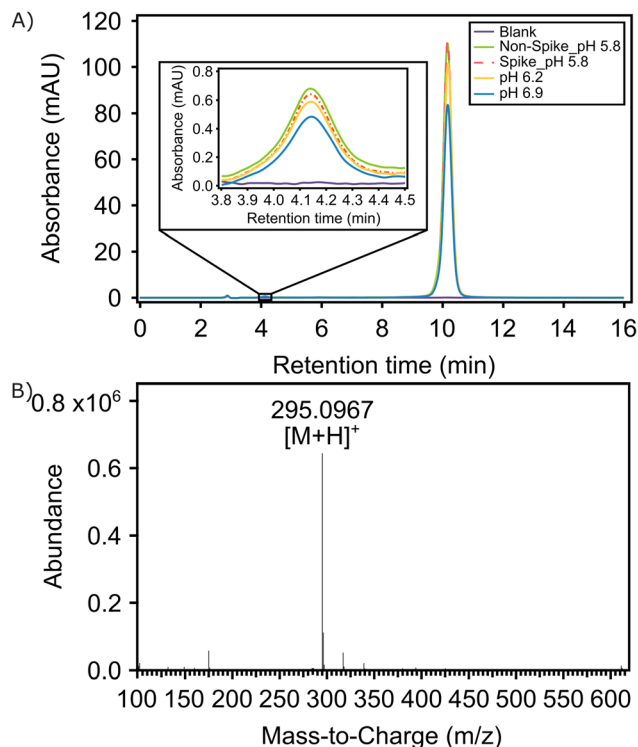 A)
120
100
80
60
40
20
0
Absorbance (mAU)
Blank
Non-Spike_pH 5.8
Spike_pH 5.8
pH 6.2
pH 6.9
0.8
0.6
0.4
0.2
0.0
Absorbance (mAU)
3.8 3.9 4.0 4.1 4.2 4.3 4.4 4.5
Retention time (min)
0 2 4 6 8 10 12 14 16
Retention time (min)
B)
0.8 x10⁶
0.6
0.4
0.2
0.0
Abundance
295.0967
[M+H]⁺
100 150 200 250 300 350 400 450 500 550 600
Mass-to-Charge (m/z)